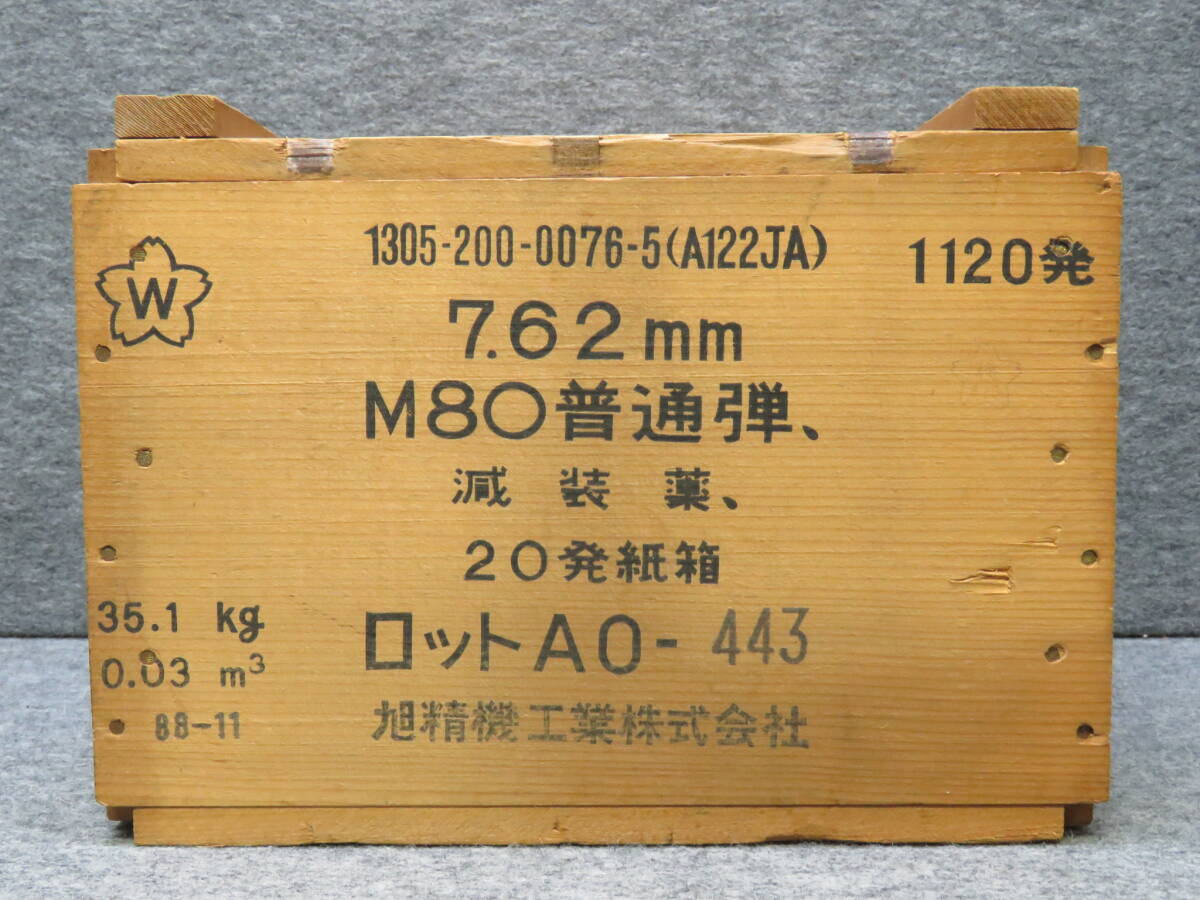 1305-200-0076-5(A122JA)
1120発
W
7.62mm
M80普通弾、
減装薬、
20発紙箱
35.1 kg
ロットAO-443
0.03 m³
88-11
旭精機工業株式会社